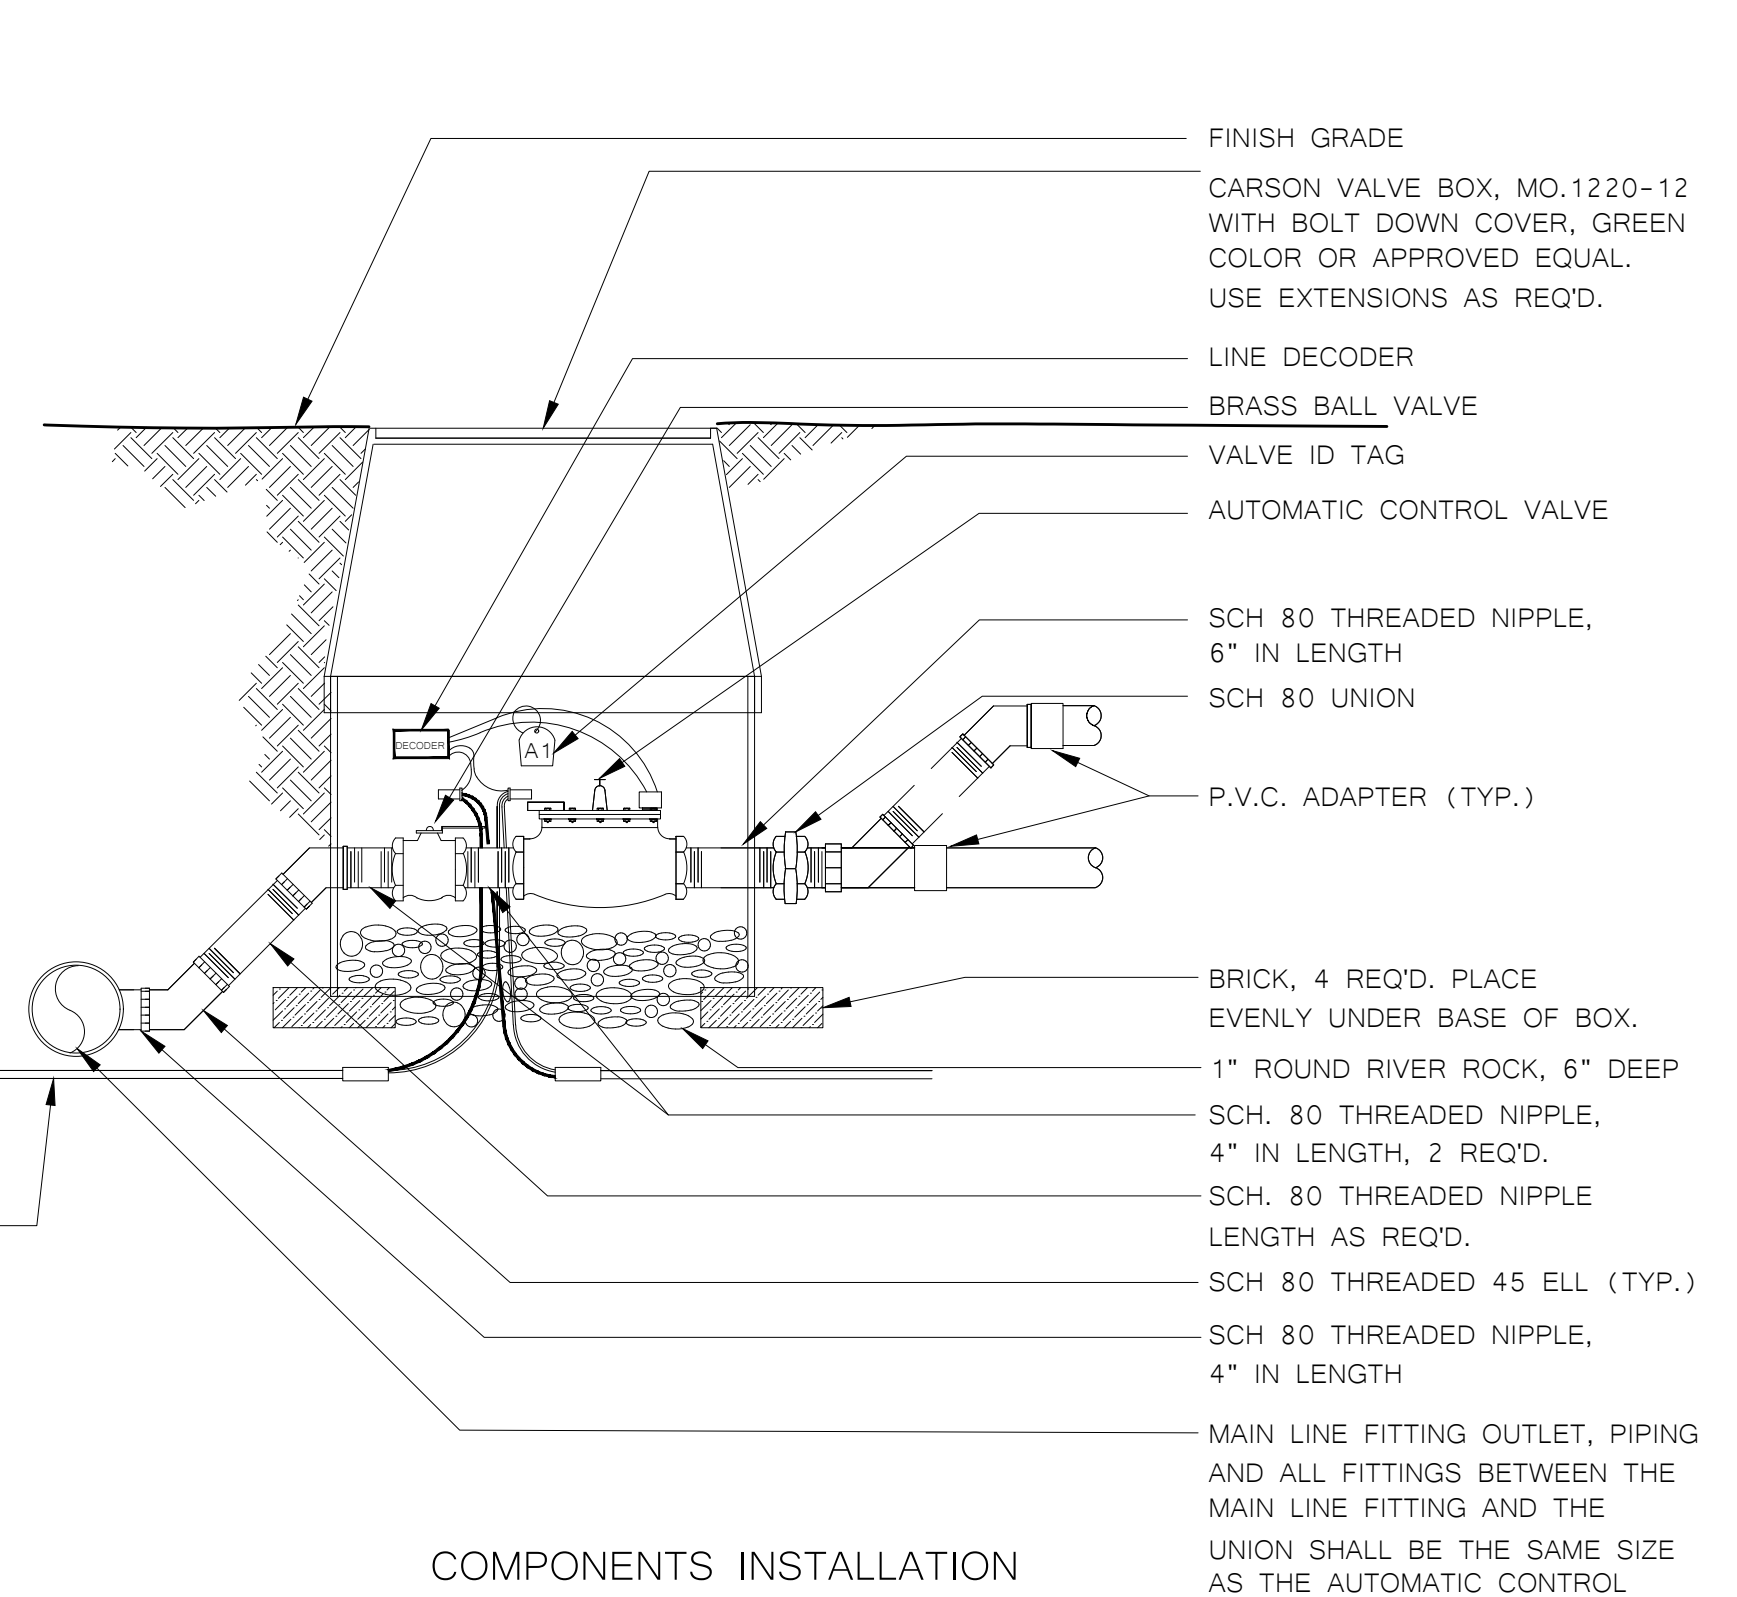 FINISH GRADE
CARSON VALVE BOX, MO.1220-12
WITH BOLT DOWN COVER, GREEN
COLOR OR APPROVED EQUAL.
USE EXTENSIONS AS REQ'D.
LINE DECODER
BRASS BALL VALVE
VALVE ID TAG
AUTOMATIC CONTROL VALVE
SCH 80 THREADED NIPPLE,
6" IN LENGTH
SCH 80 UNION
DECODER
A1
P.V.C. ADAPTER (TYP.)
BRICK, 4 REQ'D. PLACE
EVENLY UNDER BASE OF BOX.
1" ROUND RIVER ROCK, 6" DEEP
SCH. 80 THREADED NIPPLE,
4" IN LENGTH, 2 REQ'D.
SCH. 80 THREADED NIPPLE
LENGTH AS REQ'D.
SCH 80 THREADED 45 ELL (TYP.)
SCH 80 THREADED NIPPLE,
4" IN LENGTH
MAIN LINE FITTING OUTLET, PIPING
AND ALL FITTINGS BETWEEN THE
MAIN LINE FITTING AND THE
UNION SHALL BE THE SAME SIZE
AS THE AUTOMATIC CONTROL
COMPONENTS INSTALLATION